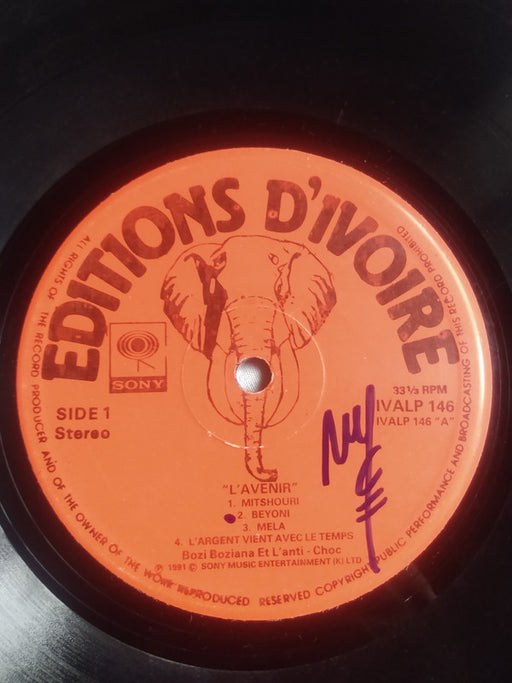 EDITIONS D'IVOIRE
ALL RIGHTS OF THE RECORD PRODUCER AND OF THE OWNER OF THE WORK REPRODUCED RESERVED COPYRIGHT PUBLIC PERFORMANCE AND BROADCASTING OF THIS RECORD PROHIBITED
SONY
SIDE 1
Stereo
33⅓ RPM
IVALP 146
IVALP 146 "A"
"L'AVENIR"
1. MITSHOURI
2. BEYONI
3. MELA
4. L'ARGENT VIENT AVEC LE TEMPS
Bozi Boziana Et L'anti - Choc
℗ 1991 © SONY MUSIC ENTERTAINMENT (K) LTD